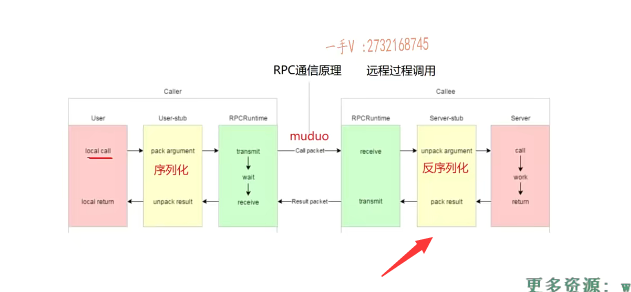 一手V :2732168745
RPC通信原理 远程过程调用
Caller Callee
User User-stub RPCRuntime RPCRuntime Server-stub Server
muduo
local call pack argument transmit Call packet receive unpack argument call
序列化 反序列化
wait work
local return unpack result receive Result packet transmit pack result return
更多资源: w